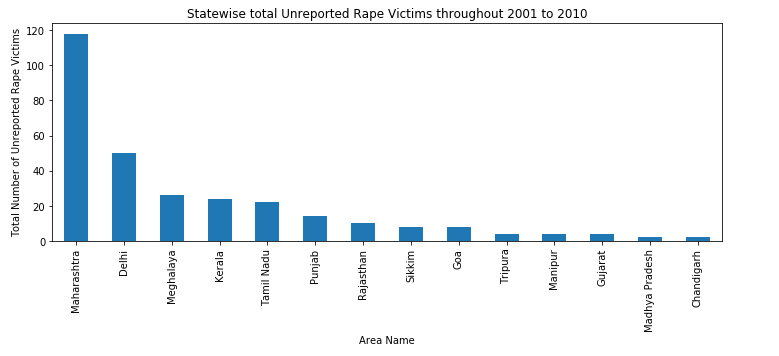 Statewise total Unreported Rape Victims throughout 2001 to 2010
Total Number of Unreported Rape Victims
120
100
80
60
40
20
0
Maharashtra
Delhi
Meghalaya
Kerala
Tamil Nadu
Punjab
Rajasthan
Sikkim
Goa
Tripura
Manipur
Gujarat
Madhya Pradesh
Chandigarh
Area Name